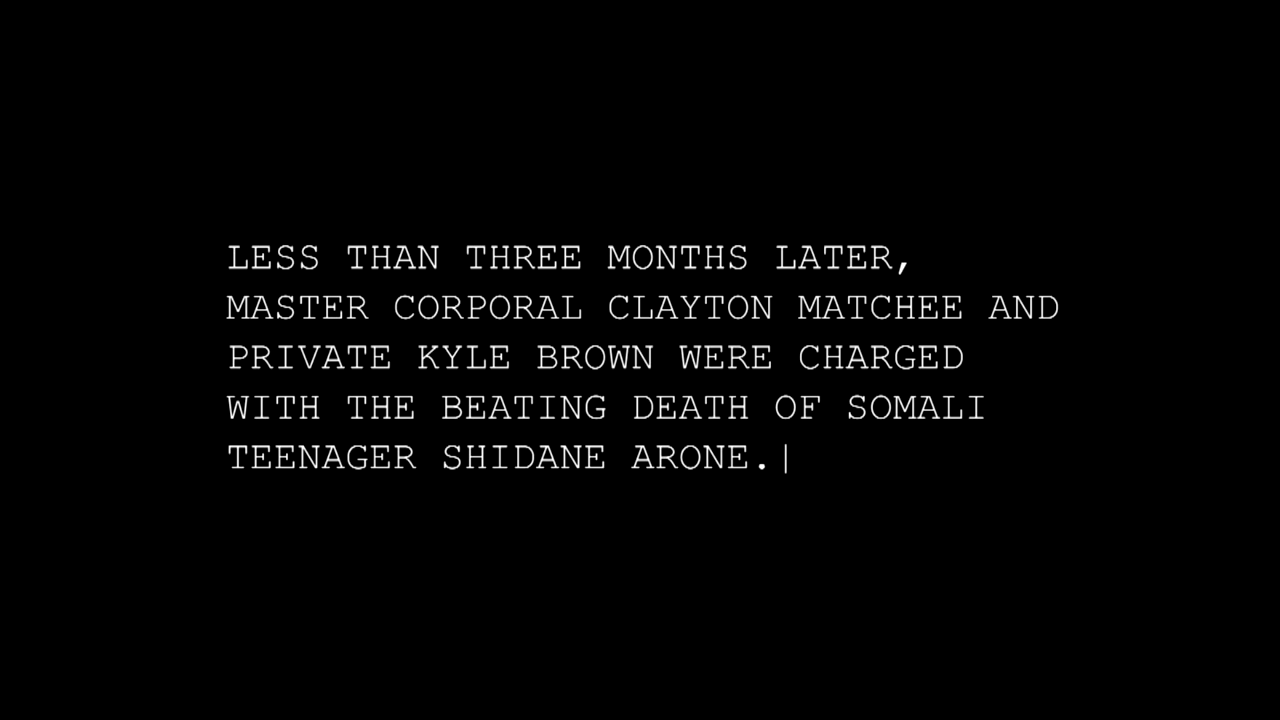 LESS THAN THREE MONTHS LATER,
MASTER CORPORAL CLAYTON MATCHEE AND
PRIVATE KYLE BROWN WERE CHARGED
WITH THE BEATING DEATH OF SOMALI
TEENAGER SHIDANE ARONE.|